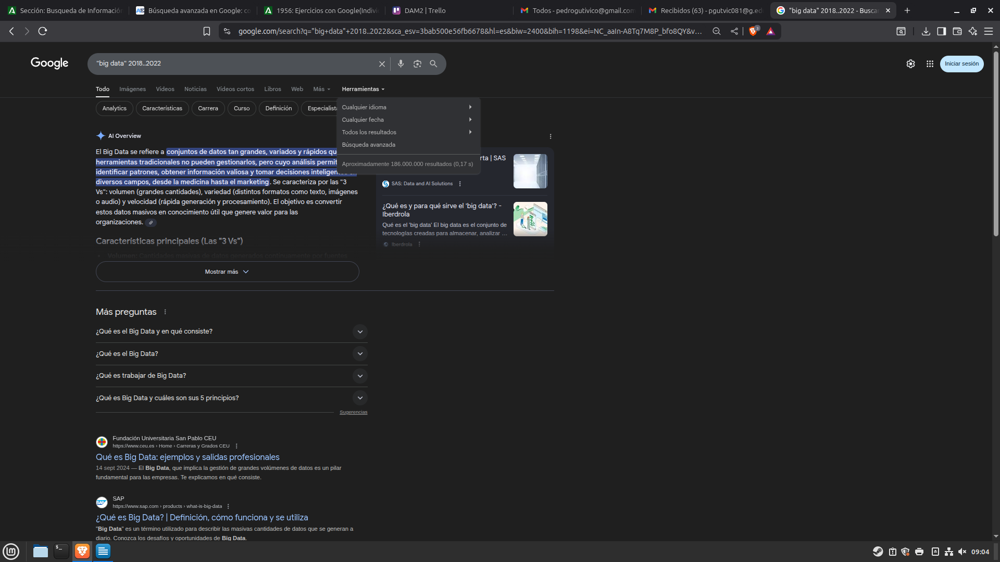 Sección: Busqueda de Información
Búsqueda avanzada en Google: co
1956: Ejercicios con Google(Indivi
DAM2 | Trello
Todos - pedrogutivico@gmail.com
Recibidos (63) - pgutvic081@g.ed
"big data" 2018..2022 - Buscar
google.com/search?q="big+data"+2018..2022&sca_esv=3bab500e56fb6678&hl=es&biw=2400&bih=1198&ei=NC_aaIn-A8Tq7M8P_bfo8QY&v...
3
Google
"big data" 2018..2022
Iniciar sesión
Todo
Imágenes
Vídeos
Noticias
Vídeos cortos
Libros
Web
Más
Herramientas
Analytics
Características
Carrera
Curso
Definición
Especialista
Cualquier idioma
Cualquier fecha
Todos los resultados
Búsqueda avanzada
Aproximadamente 186.000.000 resultados (0,17 s)
AI Overview
El Big Data se refiere a conjuntos de datos tan grandes, variados y rápidos que
herramientas tradicionales no pueden gestionarlos, pero cuyo análisis permit
identificar patrones, obtener información valiosa y tomar decisiones inteligentes en
diversos campos, desde la medicina hasta el marketing. Se caracteriza por las "3
Vs": volumen (grandes cantidades), variedad (distintos formatos como texto, imágenes
o audio) y velocidad (rápida generación y procesamiento). El objetivo es convertir
estos datos masivos en conocimiento útil que genere valor para las
organizaciones.
Características principales (Las "3 Vs")
Volumen: Cantidades masivas de datos generados continuamente por fuentes
Mostrar más
rta | SAS
SAS: Data and AI Solutions
¿Qué es y para qué sirve el 'big data'? -
Iberdrola
Qué es el 'big data' El big data es el conjunto de
tecnologías creadas para almacenar, analizar ...
Iberdrola
Más preguntas
¿Qué es el Big Data y en qué consiste?
¿Qué es el Big Data?
¿Qué es trabajar de Big Data?
¿Qué es Big Data y cuáles son sus 5 principios?
Sugerencias
Fundación Universitaria San Pablo CEU
https://www.ceu.es › Home › Carreras y Grados CEU
Qué es Big Data: ejemplos y salidas profesionales
14 sept 2024 — El Big Data, que implica la gestión de grandes volúmenes de datos es un pilar
fundamental para las empresas. Te explicamos en qué consiste.
SAP
SAP
https://www.sap.com › products › what-is-big-data
¿Qué es Big Data? | Definición, cómo funciona y se utiliza
"Big Data" es un término utilizado para describir las masivas cantidades de datos que se generan a
diario. Conozca los desafíos y oportunidades de Big Data.
09:04